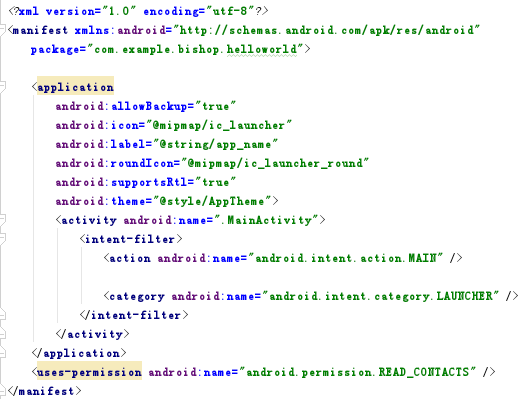 <?xml version="1.0" encoding="utf-8"?>
<manifest xmlns:android="http://schemas.android.com/apk/res/android"
    package="com.example.bishop.helloworld">

    <application
        android:allowBackup="true"
        android:icon="@mipmap/ic_launcher"
        android:label="@string/app_name"
        android:roundIcon="@mipmap/ic_launcher_round"
        android:supportsRtl="true"
        android:theme="@style/AppTheme">
        <activity android:name=".MainActivity">
            <intent-filter>
                <action android:name="android.intent.action.MAIN" />

                <category android:name="android.intent.category.LAUNCHER" />
            </intent-filter>
        </activity>
    </application>
    <uses-permission android:name="android.permission.READ_CONTACTS" />
</manifest>